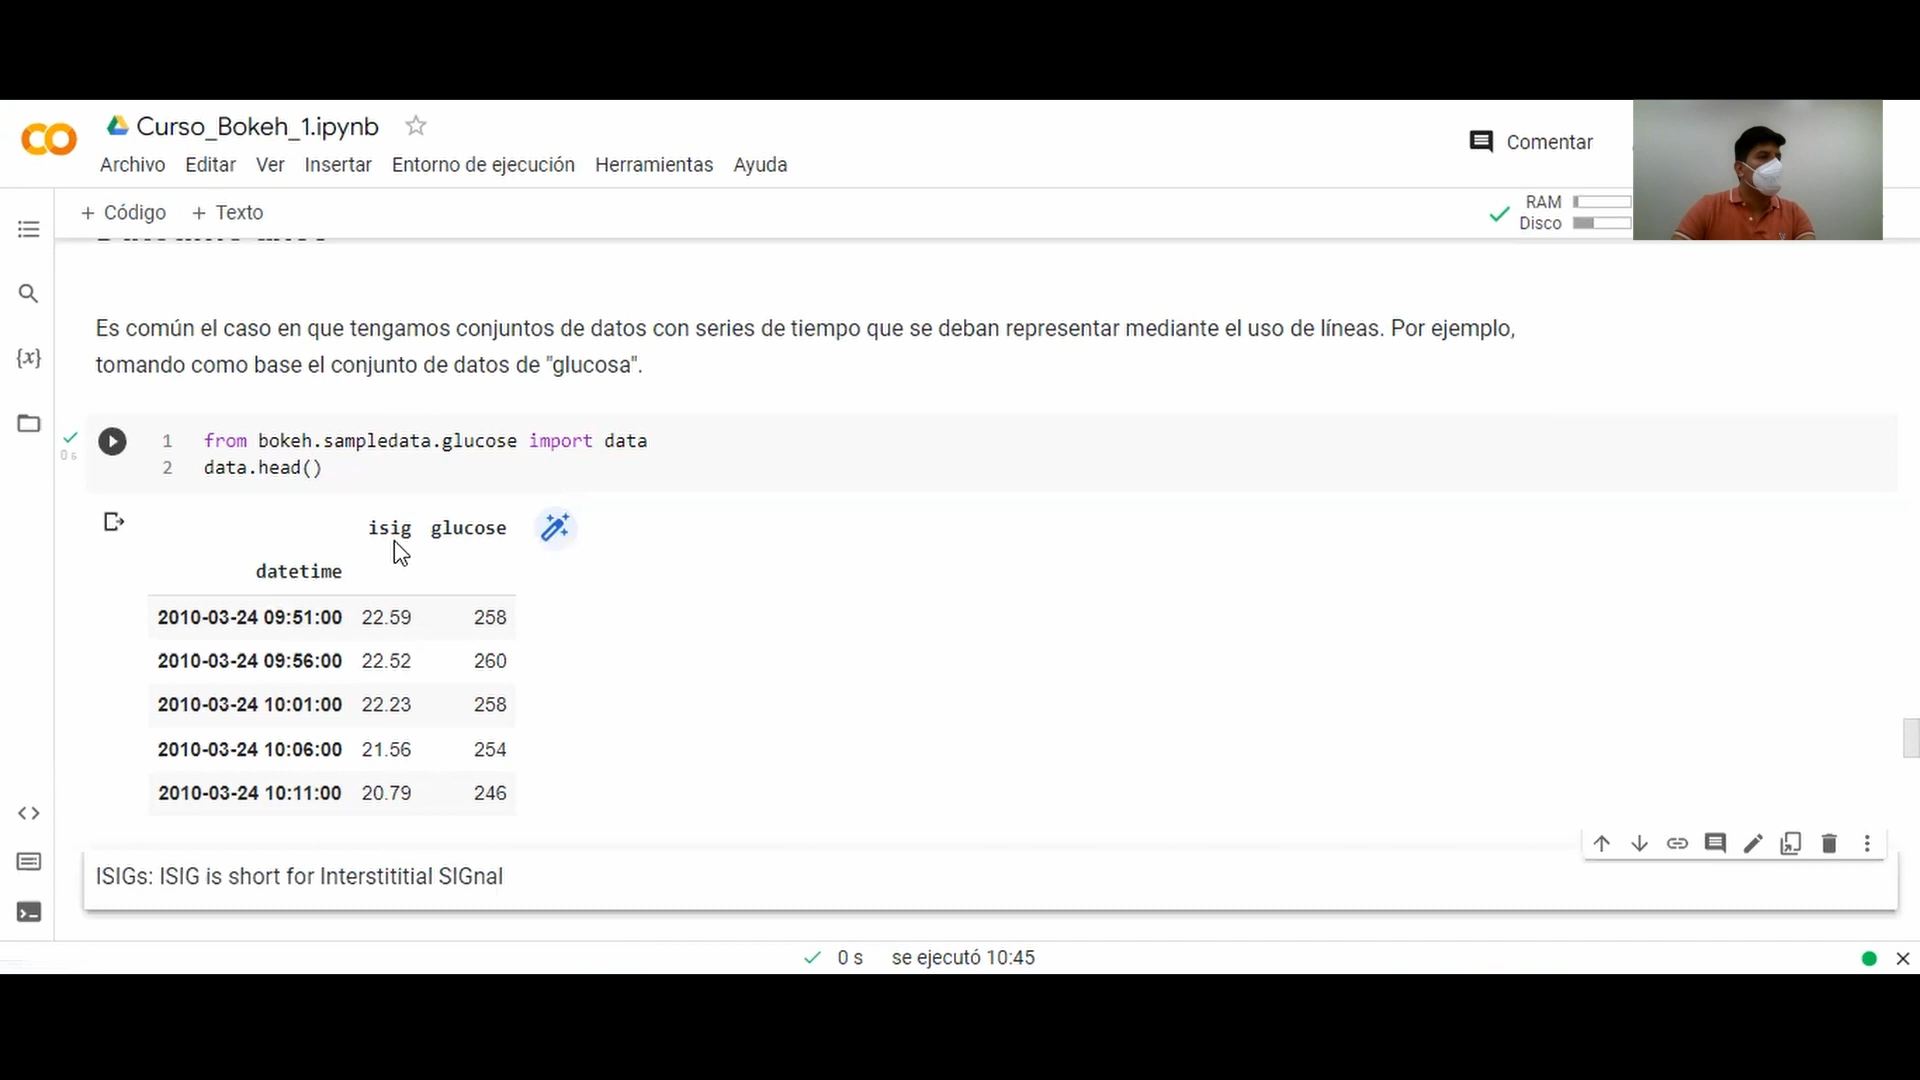 Curso_Bokeh_1.ipynb
Archivo Editar Ver Insertar Entorno de ejecución Herramientas Ayuda
Comentar
+ Código + Texto
RAM
Disco
Es común el caso en que tengamos conjuntos de datos con series de tiempo que se deban representar mediante el uso de líneas. Por ejemplo,
tomando como base el conjunto de datos de "glucosa".
0 s
1 from bokeh.sampledata.glucose import data
2 data.head()
isig glucose
datetime
2010-03-24 09:51:00 22.59 258
2010-03-24 09:56:00 22.52 260
2010-03-24 10:01:00 22.23 258
2010-03-24 10:06:00 21.56 254
2010-03-24 10:11:00 20.79 246
ISIGs: ISIG is short for Interstititial SIGnal
0 s se ejecutó 10:45